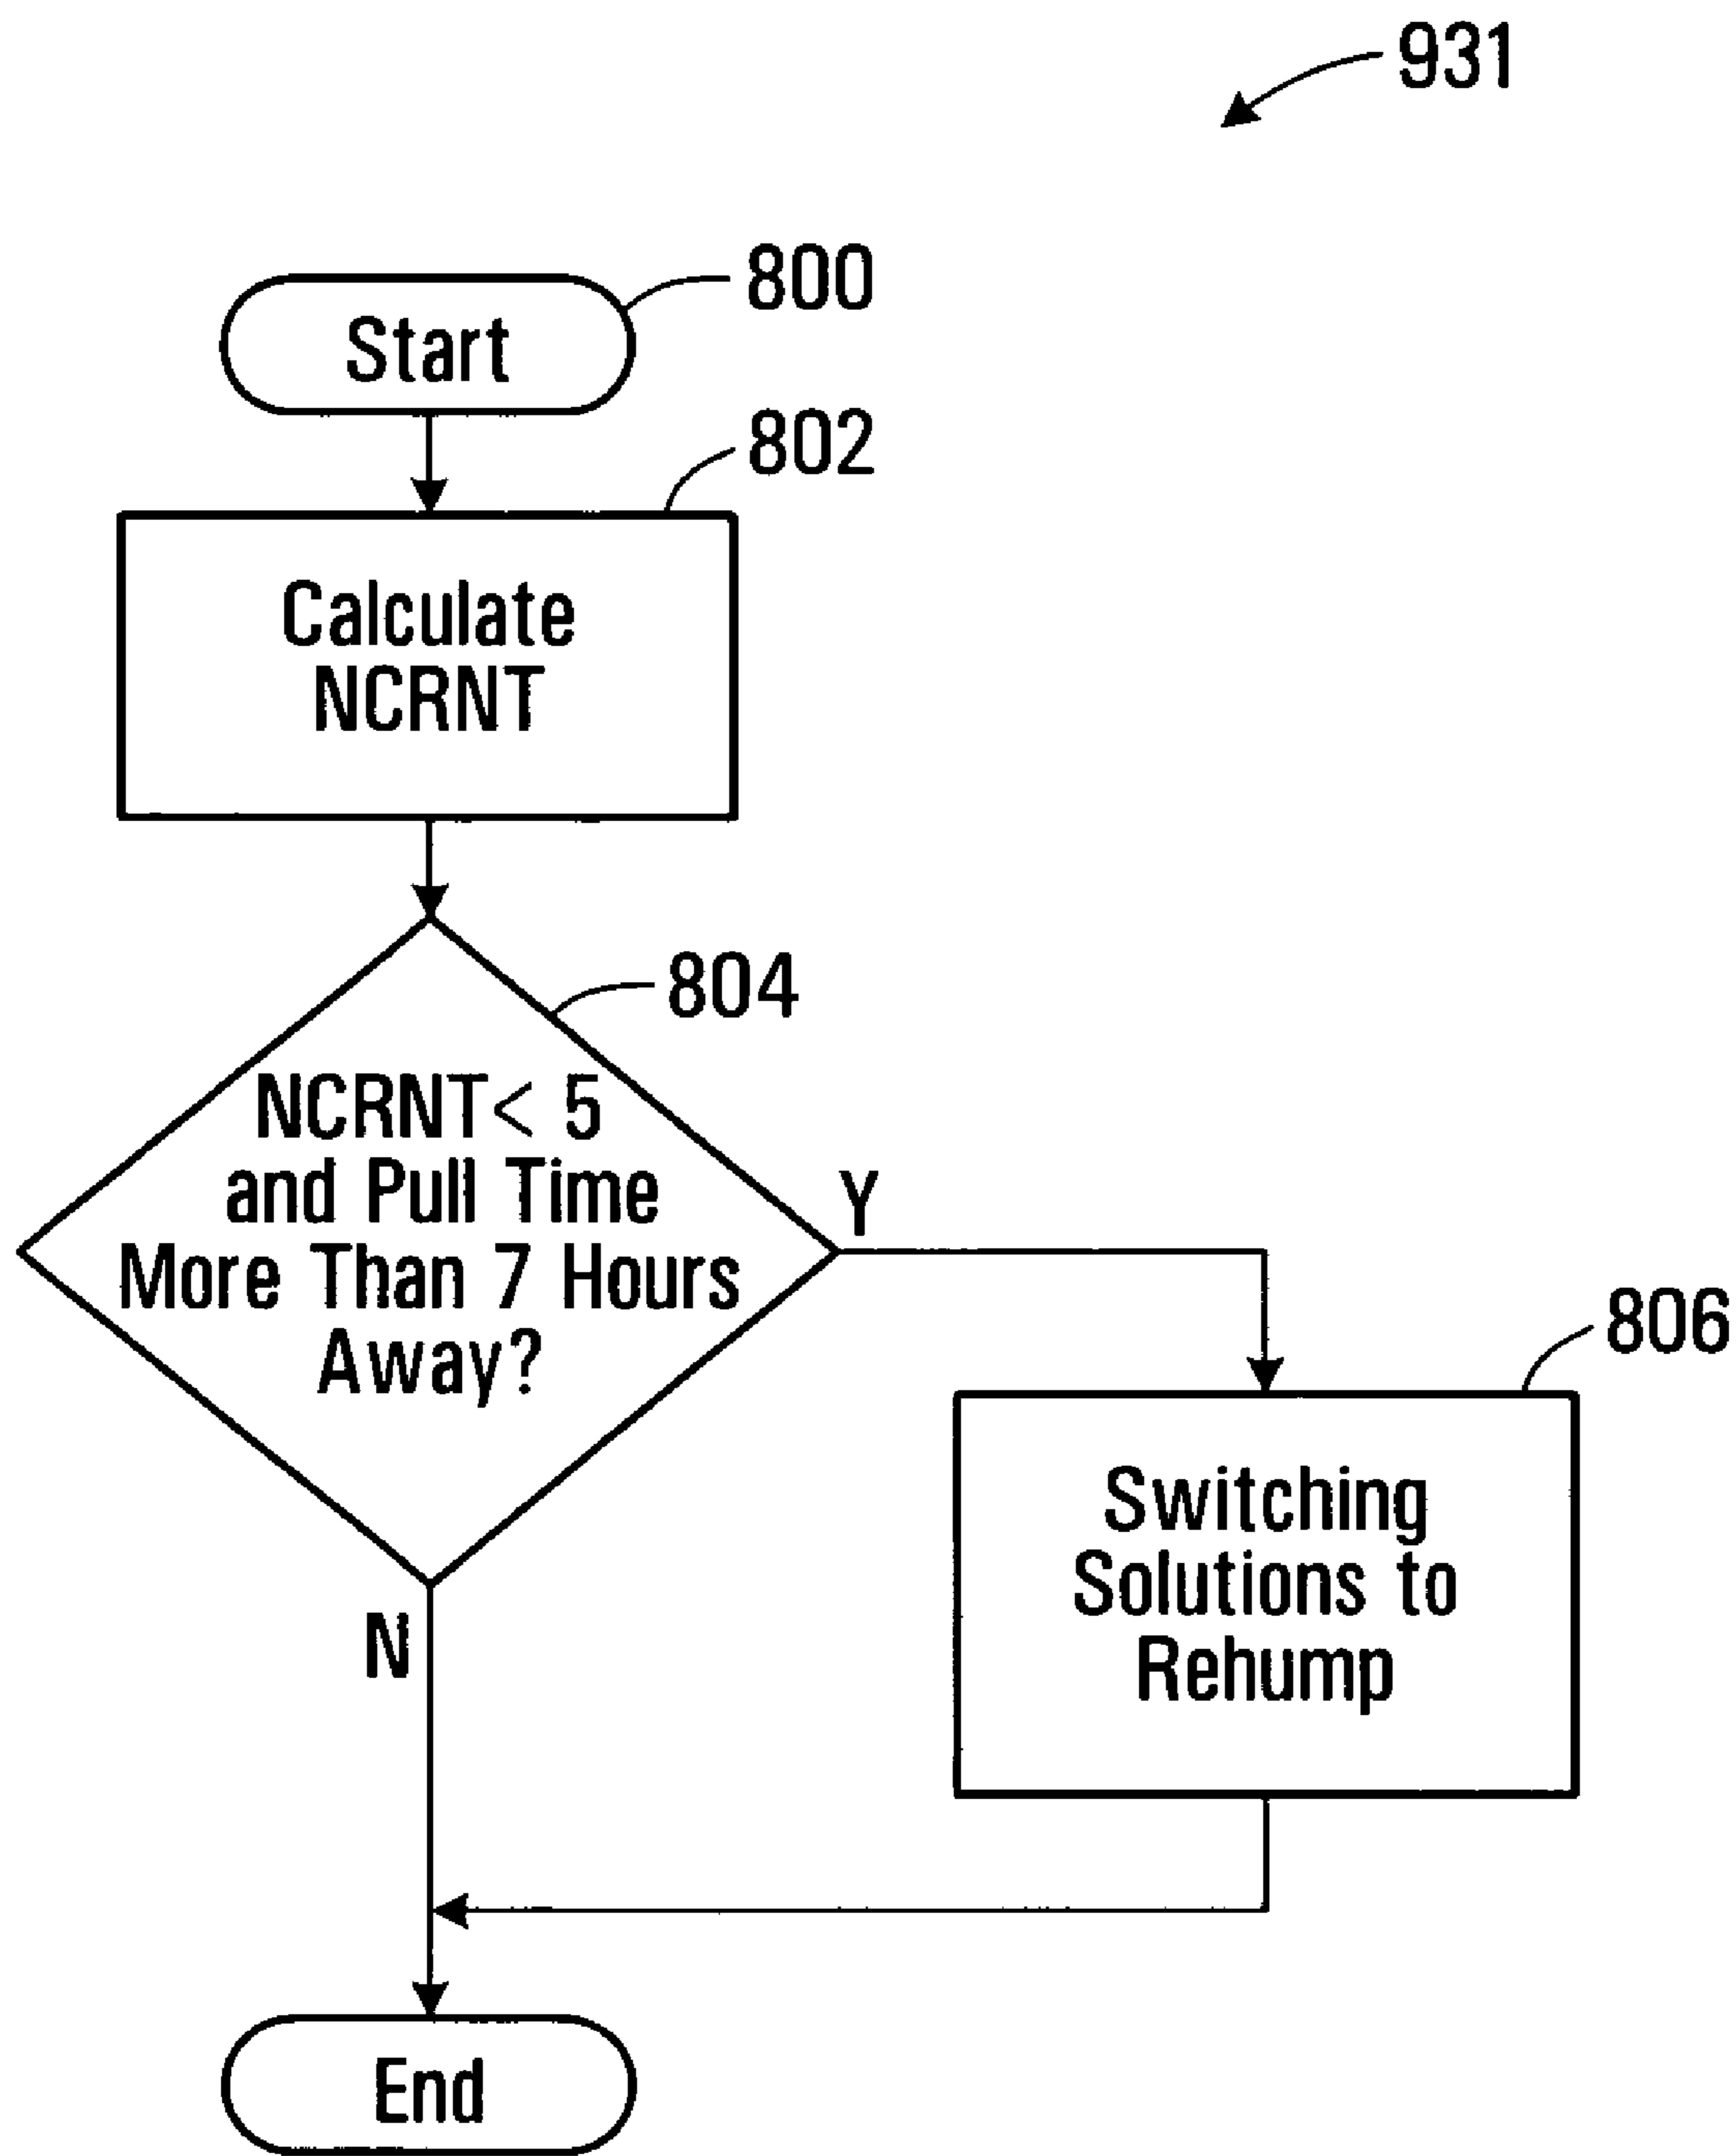 931
800
Start
802
Calculate
NCRNT
804
NCRNT< 5
and Pull Time
More Than 7 Hours
Away?
Y
806
Switching
Solutions to
Rehump
N
End